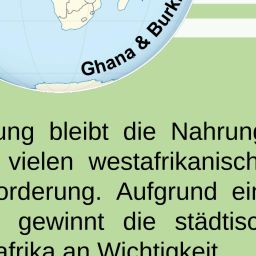 Ghana & Burk
ung bleibt die Nahrung
vielen westafrikanisch
orderung. Aufgrund ein
gewinnt die städtisc
afrika an Wichtigkeit.